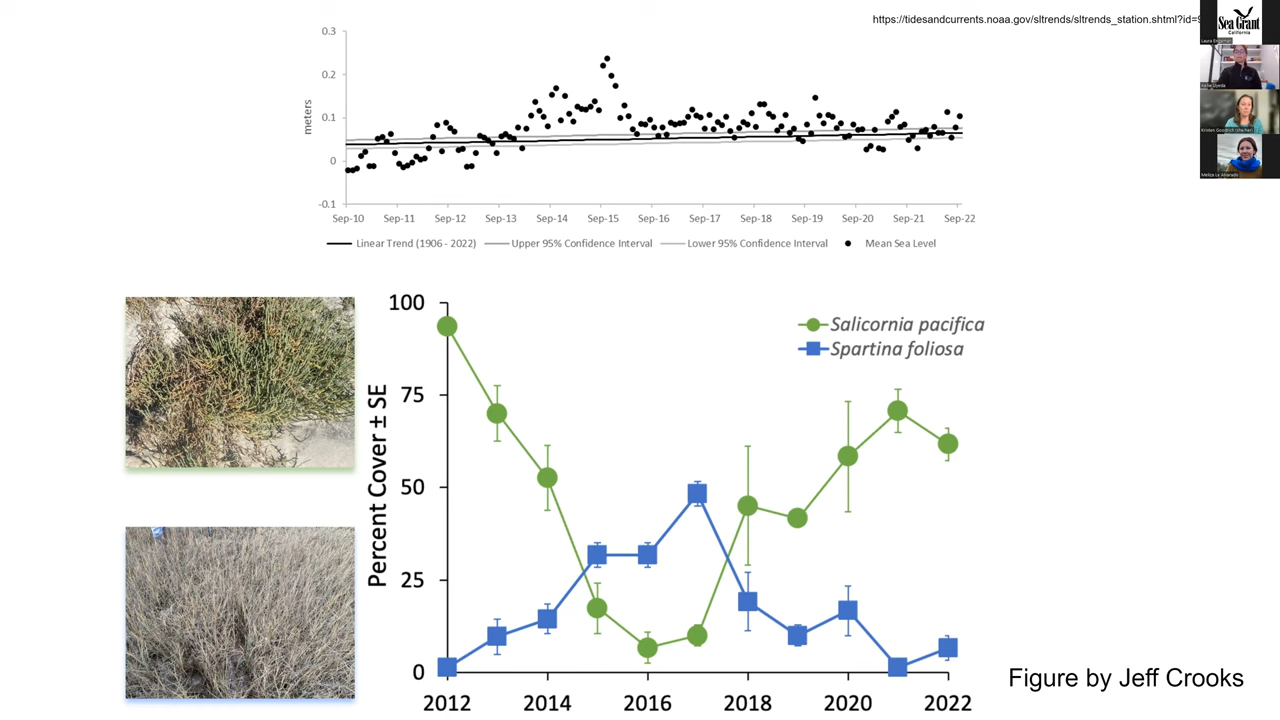 https://tidesandcurrents.noaa.gov/sltrends/sltrends_station.shtml?id=9
Sea Grant
California
0.3
0.2
0.1
0
-0.1
meters
Sep-10 Sep-11 Sep-12 Sep-13 Sep-14 Sep-15 Sep-16 Sep-17 Sep-18 Sep-19 Sep-20 Sep-21 Sep-22
Linear Trend (1906 - 2022) Upper 95% Confidence Interval Lower 95% Confidence Interval Mean Sea Level
100
75
50
25
0
Percent Cover ± SE
Salicornia pacifica
Spartina foliosa
2012 2014 2016 2018 2020 2022
Figure by Jeff Crooks